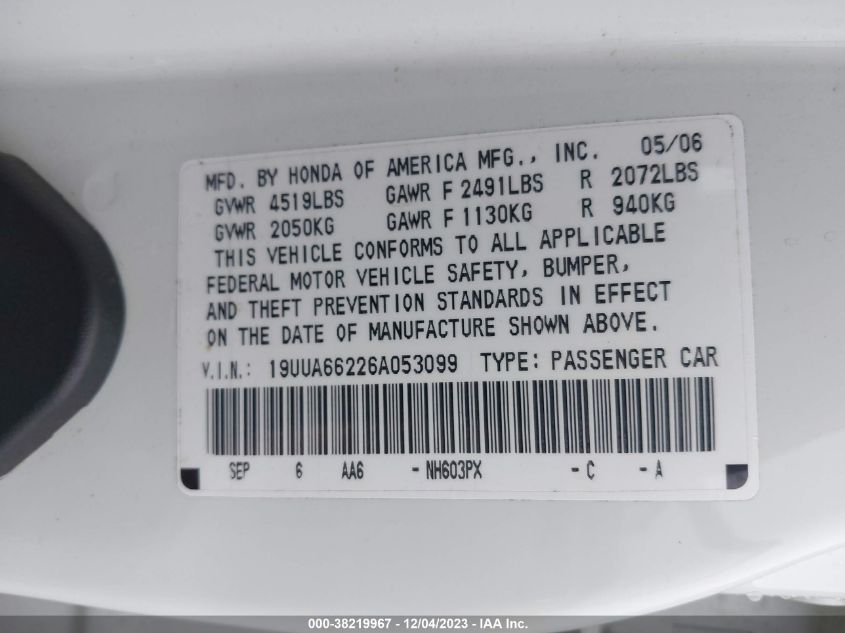 MFD. BY HONDA OF AMERICA MFG., INC. 05/06
GVWR 4519LBS GAWR F 2491LBS R 2072LBS
GVWR 2050KG GAWR F 1130KG R 940KG
THIS VEHICLE CONFORMS TO ALL APPLICABLE
FEDERAL MOTOR VEHICLE SAFETY, BUMPER,
AND THEFT PREVENTION STANDARDS IN EFFECT
ON THE DATE OF MANUFACTURE SHOWN ABOVE.
V.I.N.: 19UUA66226A053099 TYPE: PASSENGER CAR
SEP 6 AA6 - NH603PX - C - A
000-38219967 - 12/04/2023 - IAA Inc.